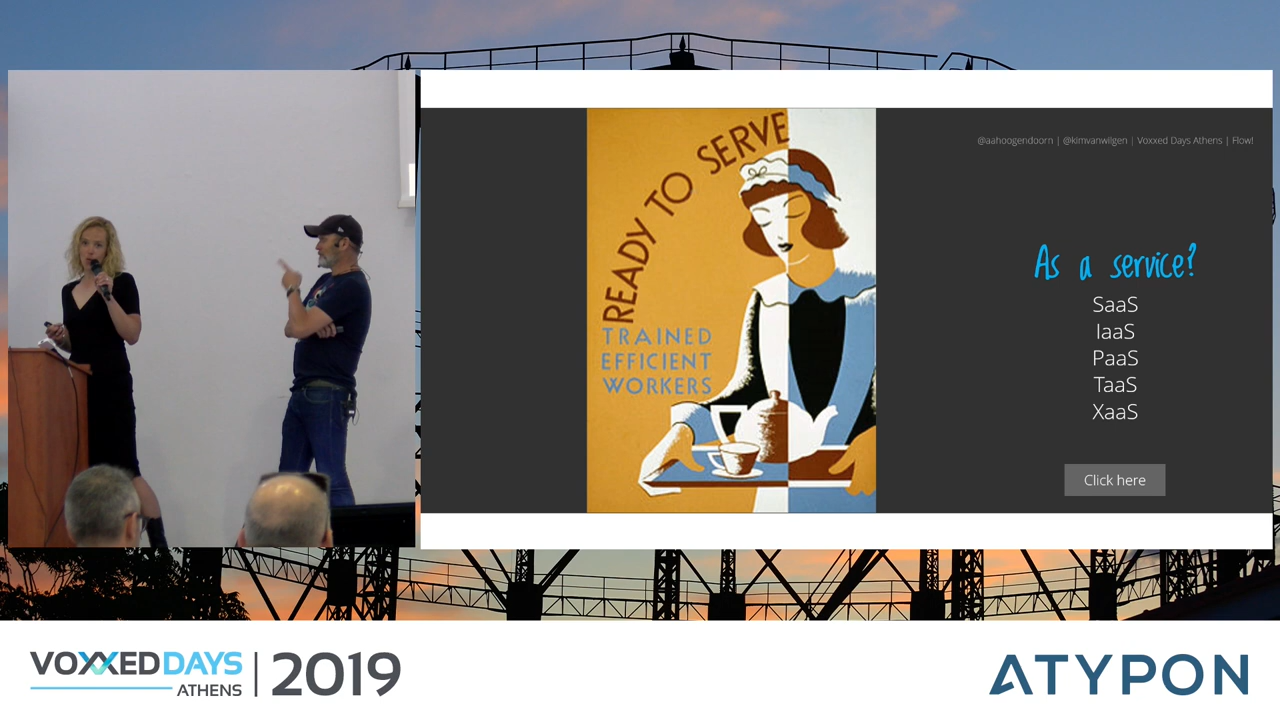 READY TO SERVE
TRAINED
EFFICIENT
WORKERS
@aahoogendoorn | @kimvanwilgen | Voxxed Days Athens | Flow!
As a service?
SaaS
IaaS
PaaS
TaaS
XaaS
Click here
VOXXED DAYS
ATHENS
2019
ATYPON